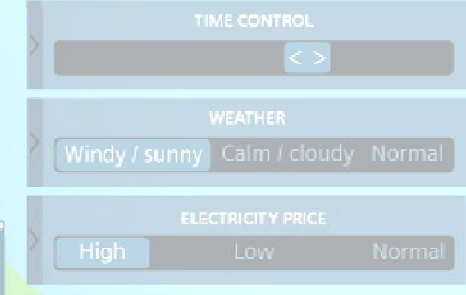 TIME CONTROL
< >
WEATHER
Windy / sunny Calm / cloudy Normal
ELECTRICITY PRICE
High Low Normal